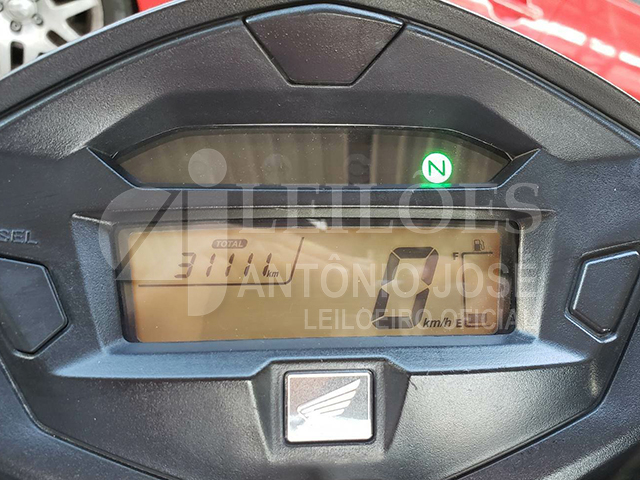 N
LEILÕES
SEL
TOTAL
31111 km
ANTÔNIO JOSÉ
LEILOEIRO OFICIAL
0 km/h
F
E